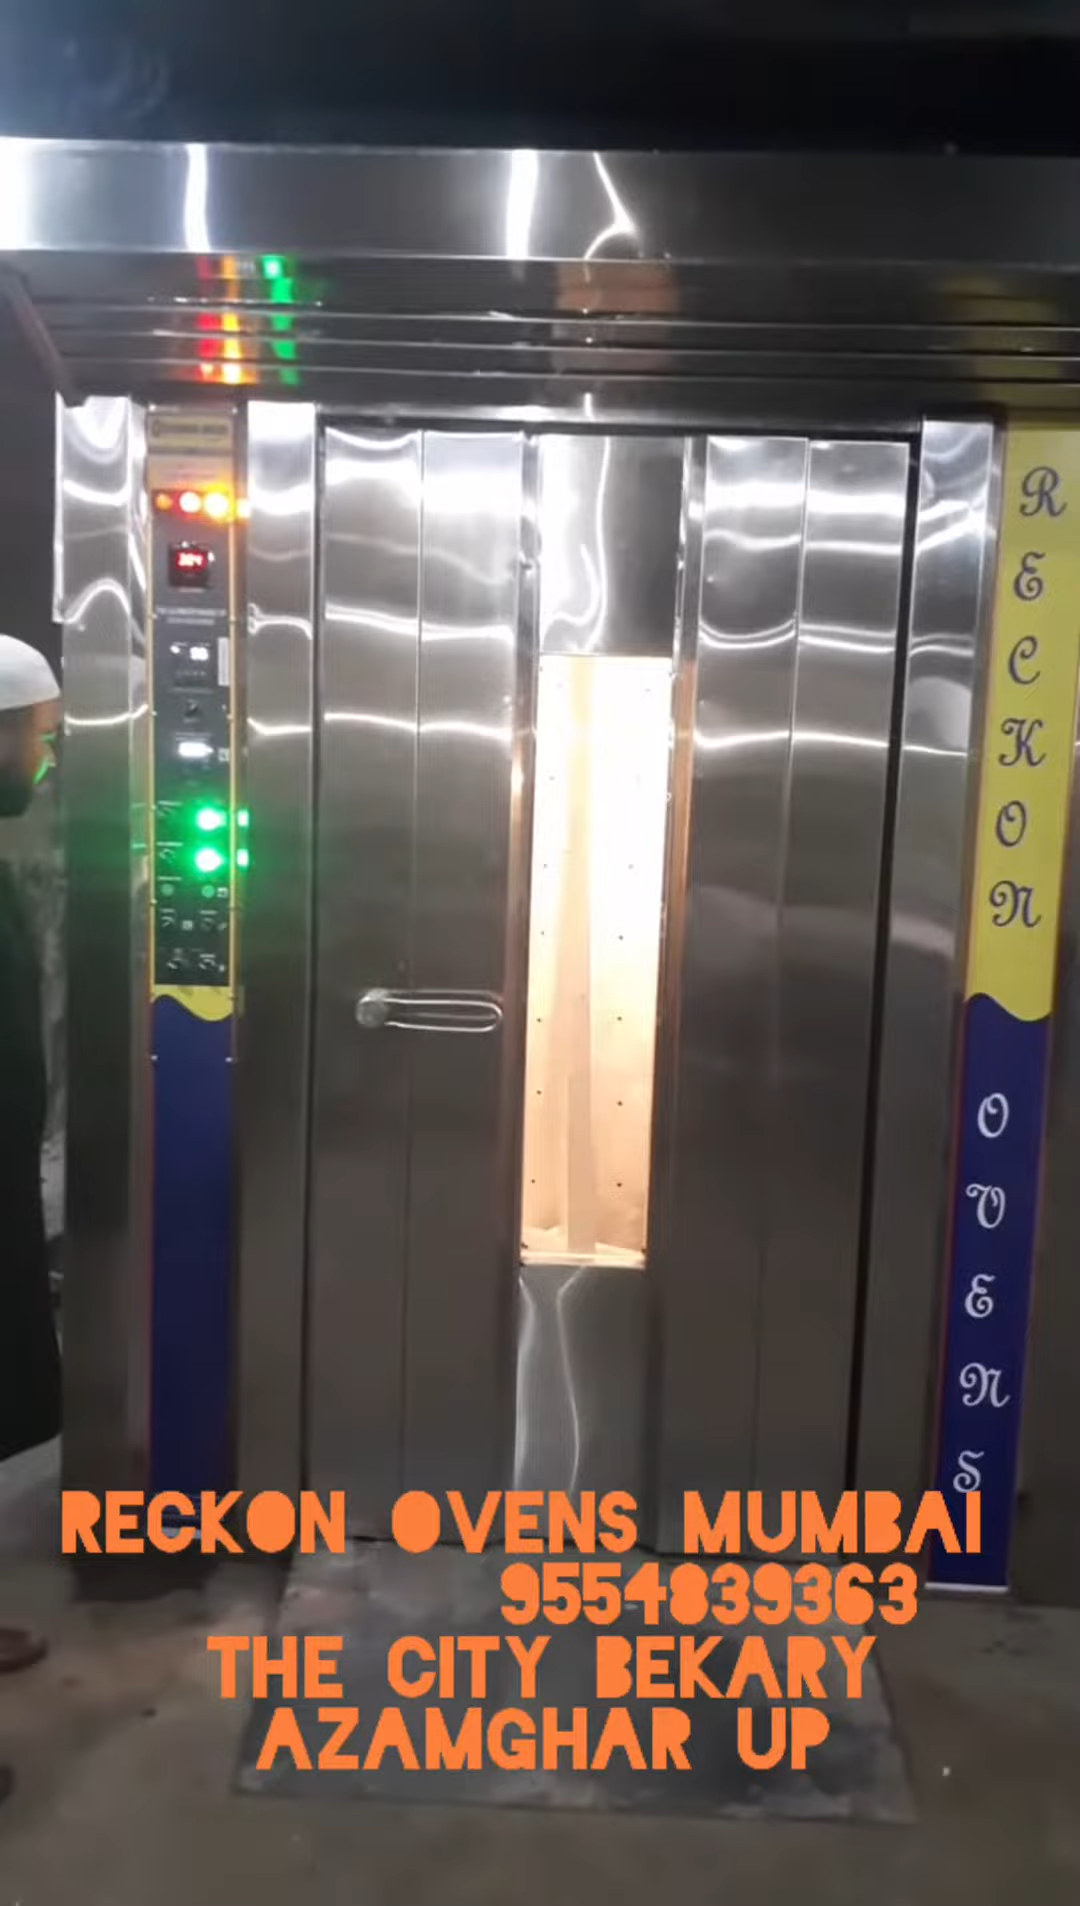 RECKON
OVENS
RECKON OVENS MUMBAI
9554839363
THE CITY BEKARY
AZAMGHAR UP